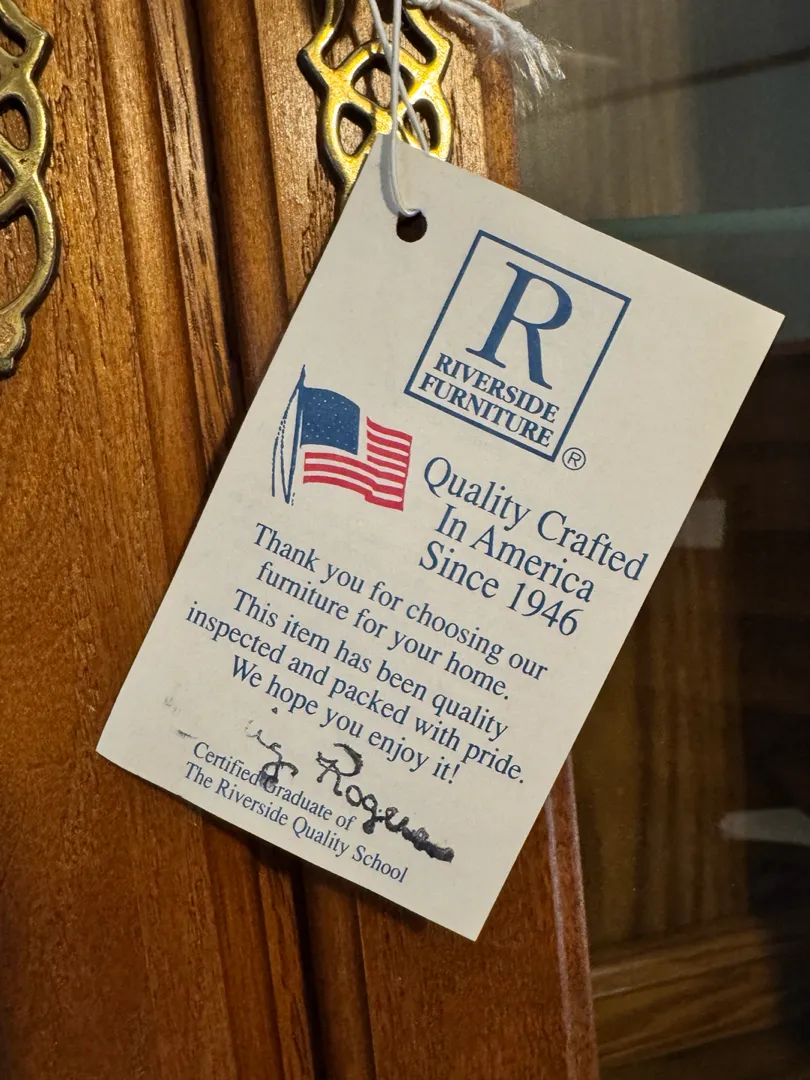 R
RIVERSIDE
FURNITURE
®
Quality Crafted
In America
Since 1946
Thank you for choosing our
furniture for your home.
This item has been quality
inspected and packed with pride.
We hope you enjoy it!
Certified Graduate of
The Riverside Quality School